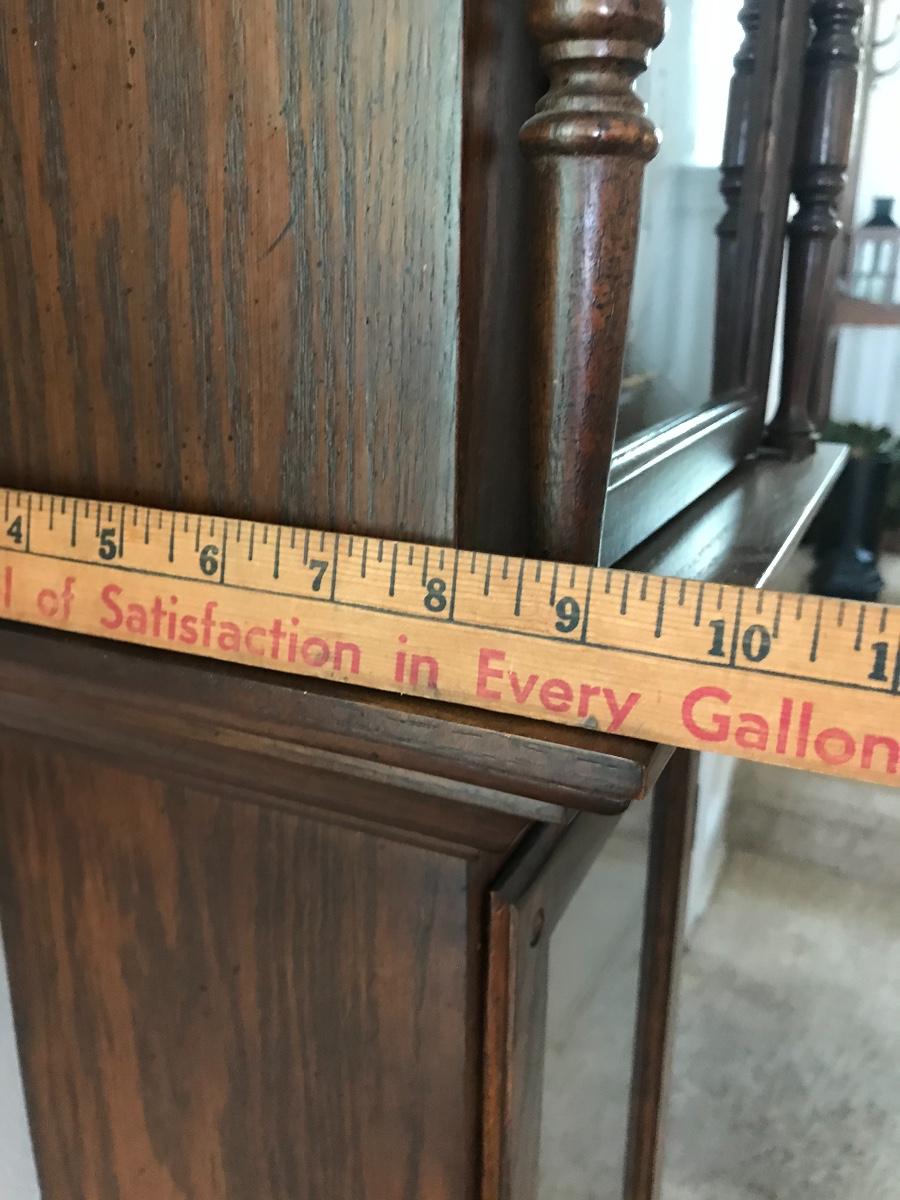 4 5 6 7 8 9 10 1
l of Satisfaction in Every Gallon